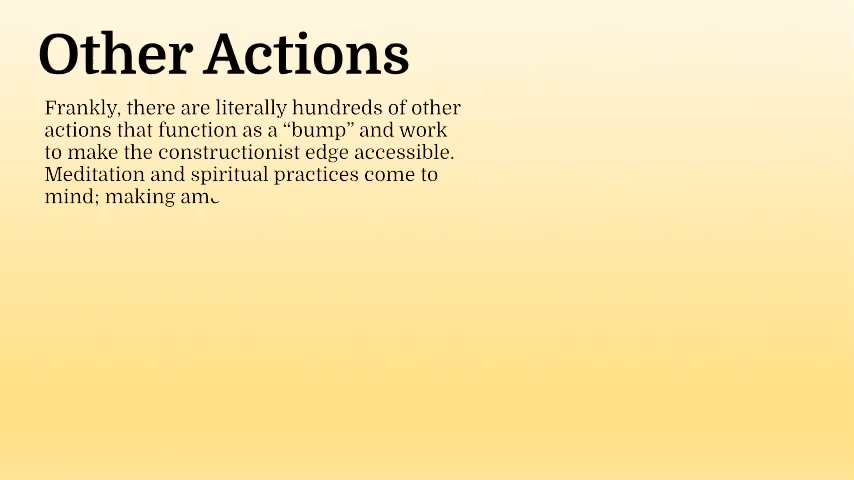 Other Actions
Frankly, there are literally hundreds of other
actions that function as a “bump” and work
to make the constructionist edge accessible.
Meditation and spiritual practices come to
mind; making